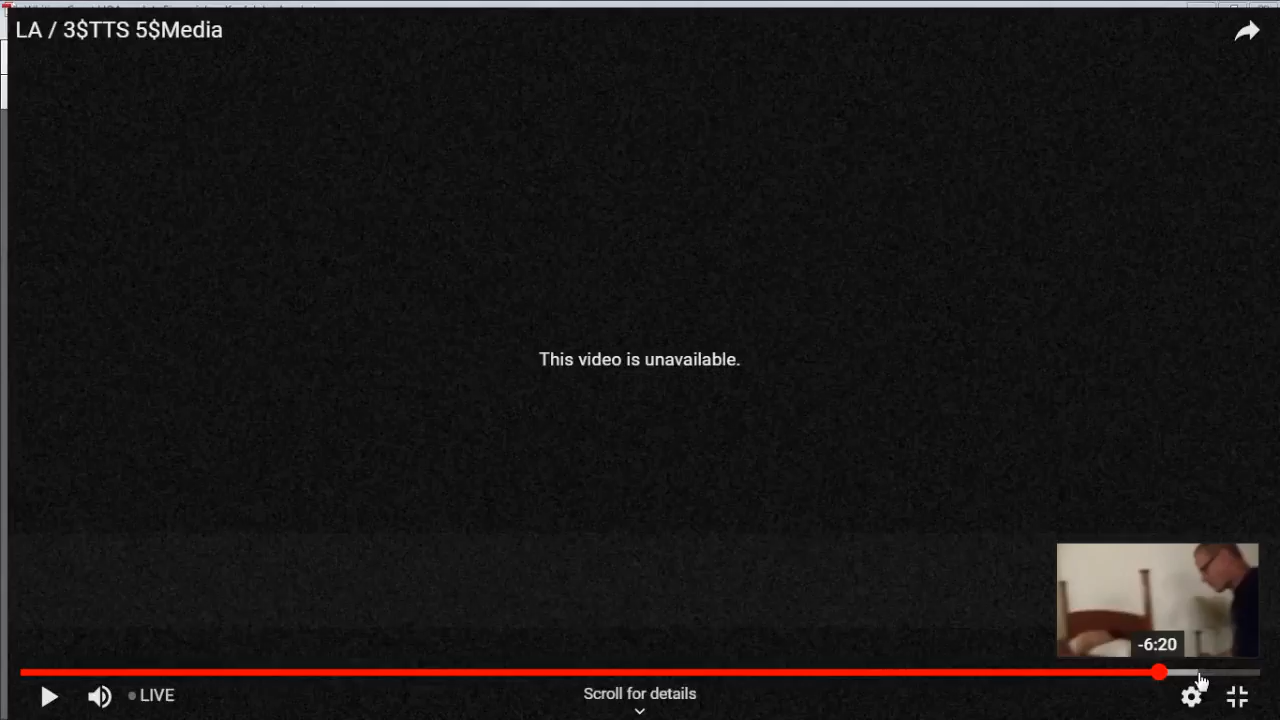 LA / 3$TTS 5$Media
This video is unavailable.
-6:20
LIVE
Scroll for details